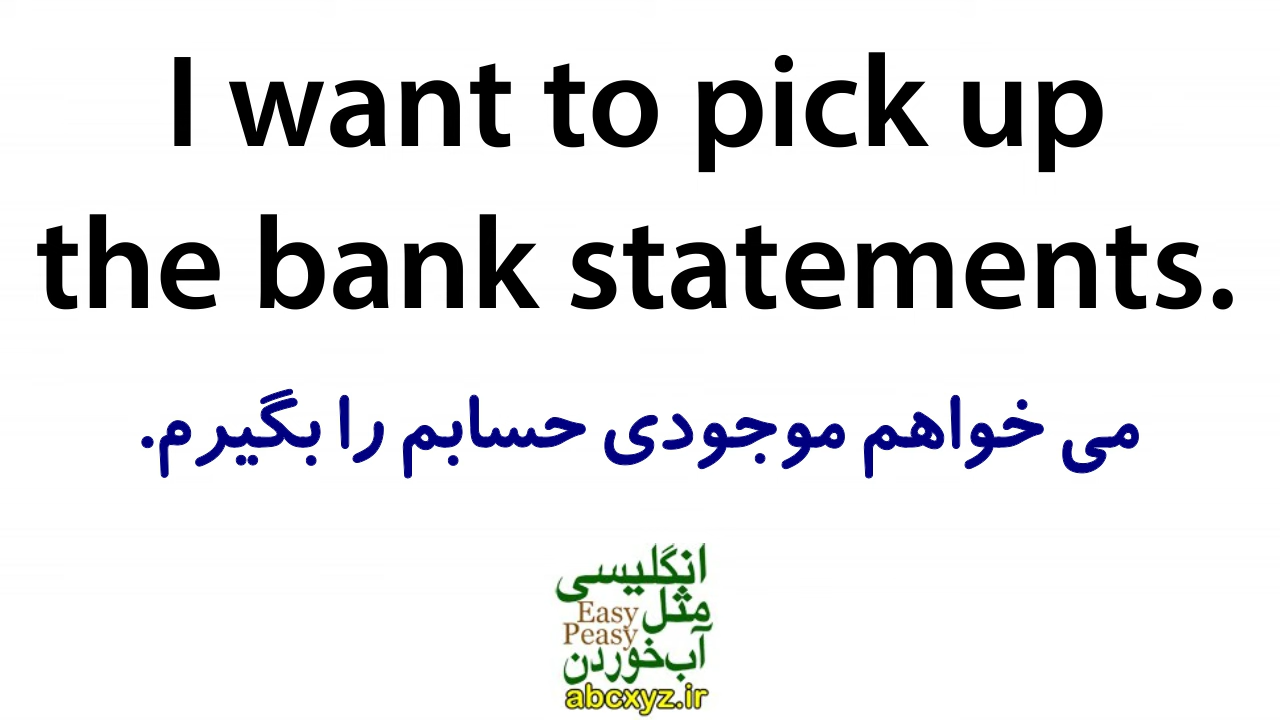 I want to pick up
the bank statements.
می خواهم موجودی حسابم را بگیرم.
انگلیسی
مثل
Easy
Peasy
آب خوردن
abcxyz.ir